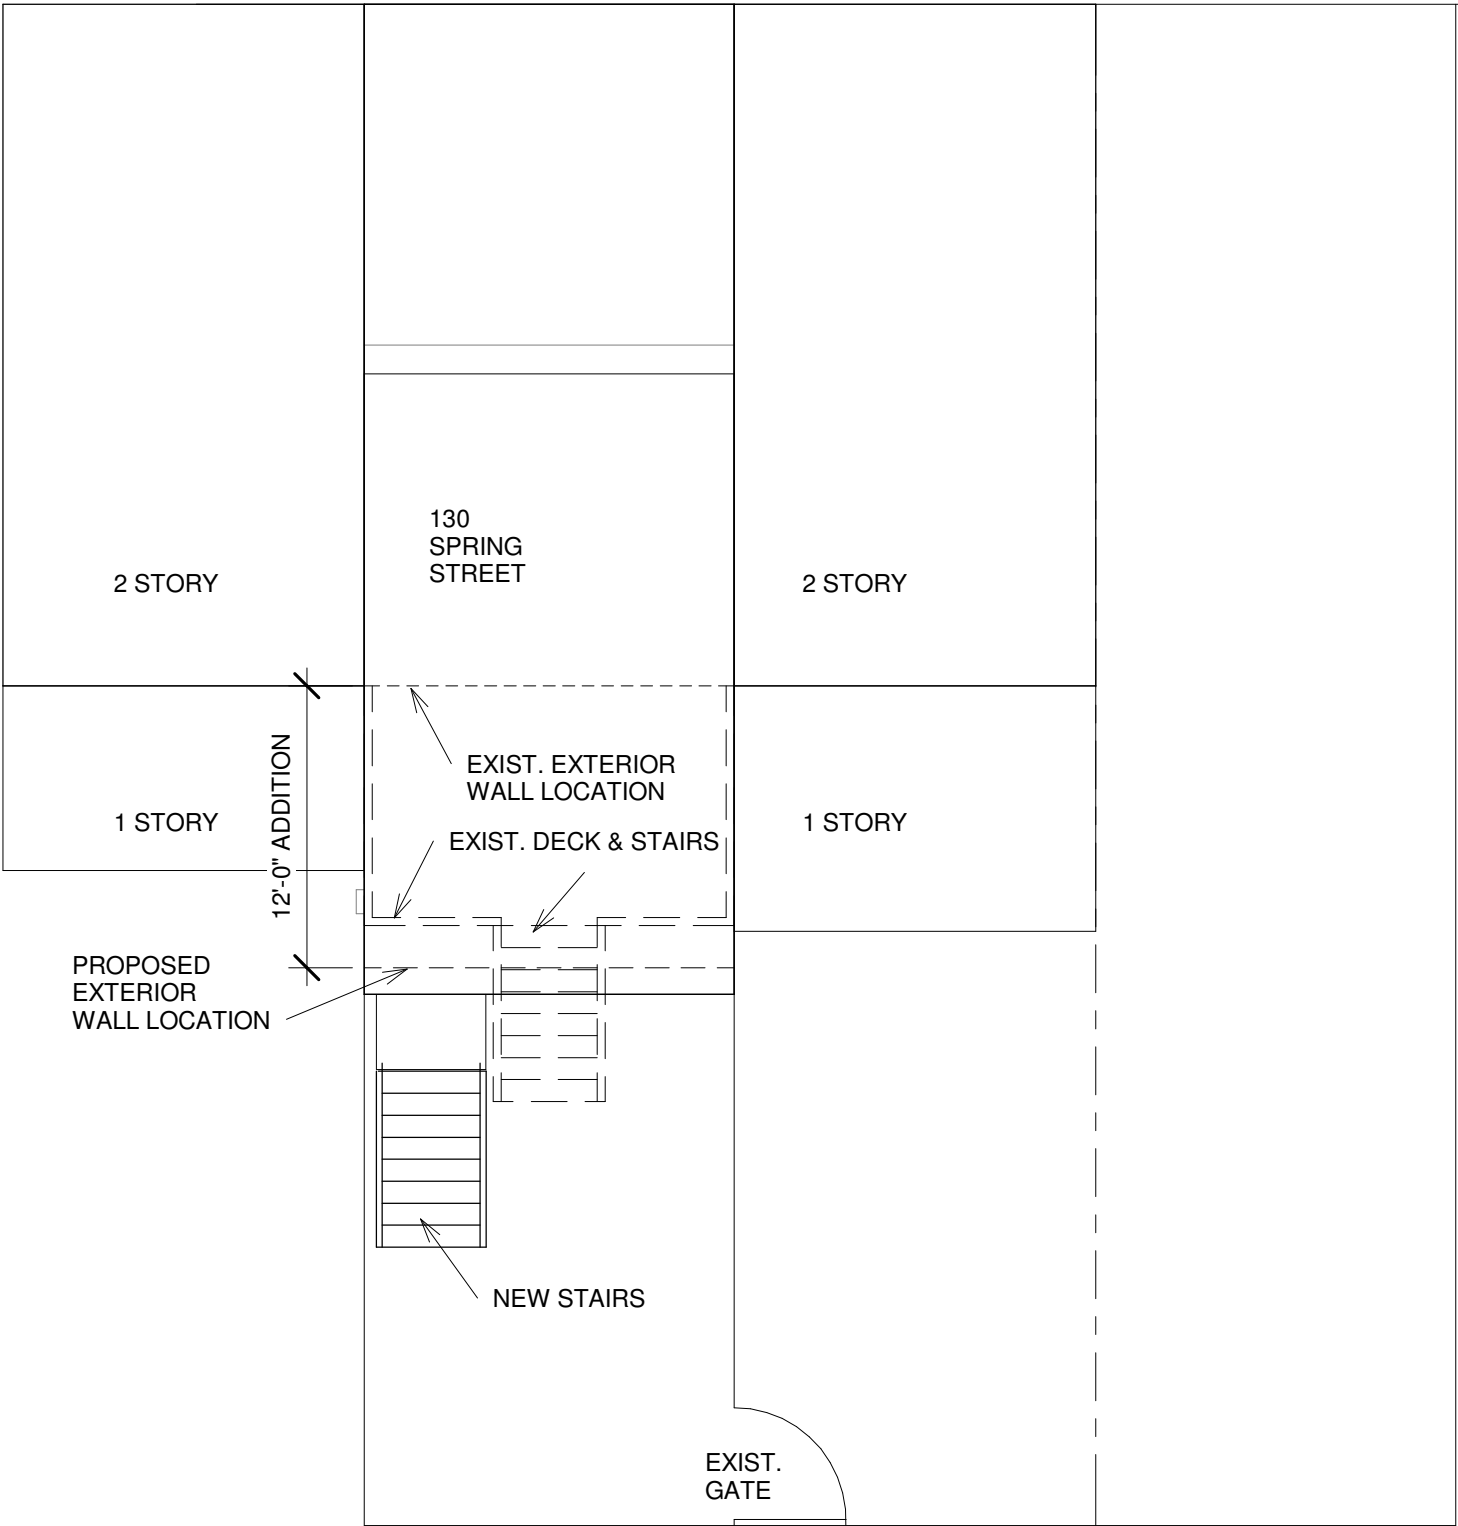 130
SPRING
STREET
2 STORY
2 STORY
EXIST. EXTERIOR
WALL LOCATION
12'-0" ADDITION
1 STORY
EXIST. DECK & STAIRS
1 STORY
PROPOSED
EXTERIOR
WALL LOCATION
NEW STAIRS
EXIST.
GATE